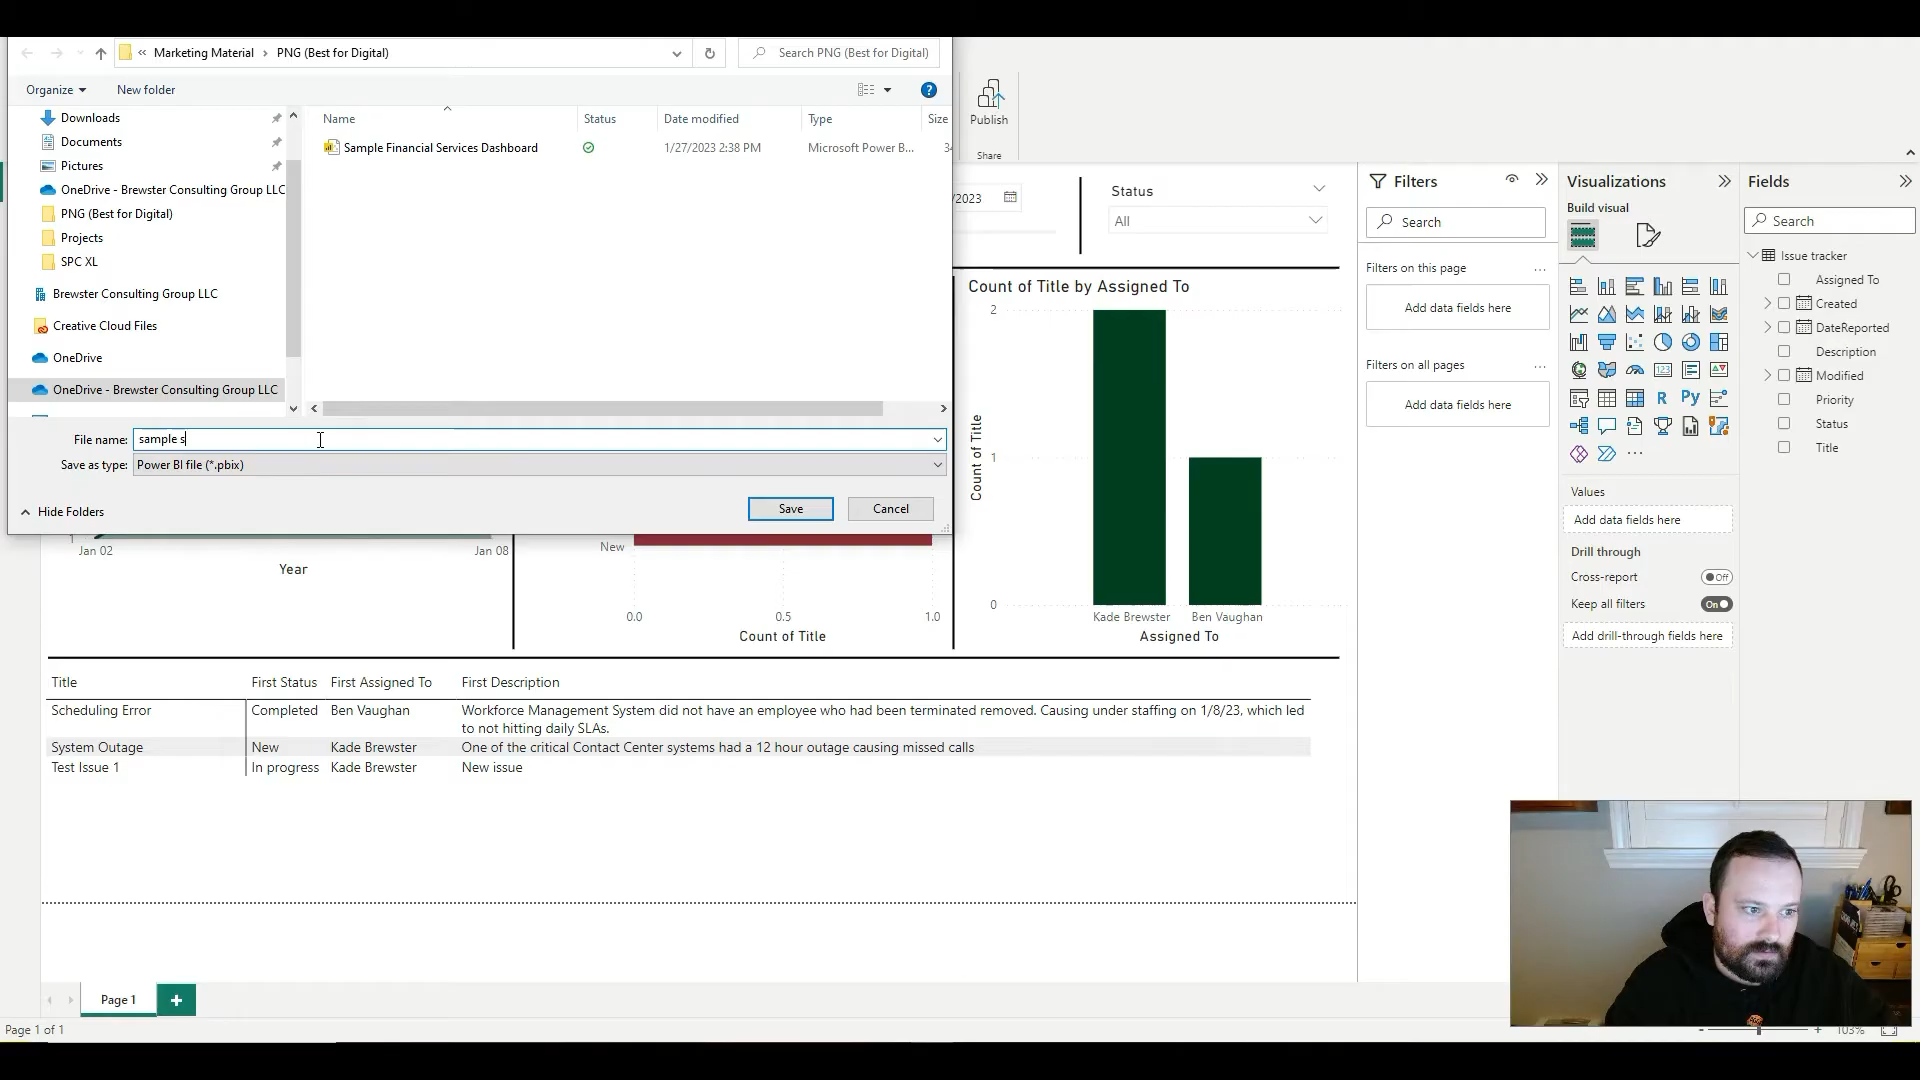 « Marketing Material › PNG (Best for Digital)
Search PNG (Best for Digital)
Organize
New folder
?
Publish
Share
Downloads
Documents
Pictures
OneDrive - Brewster Consulting Group LLC
PNG (Best for Digital)
Projects
SPC XL
Brewster Consulting Group LLC
Creative Cloud Files
OneDrive
OneDrive - Brewster Consulting Group LLC
Name Status Date modified Type Size
Sample Financial Services Dashboard 1/27/2023 2:38 PM Microsoft Power B...
File name: sample s
Save as type: Power BI file (*.pbix)
Hide Folders
Save
Cancel
/2023
Status
All
Filters
Search
Filters on this page ...
Add data fields here
Filters on all pages ...
Add data fields here
Visualizations
Build visual
123
R
Py
...
Values
Add data fields here
Drill through
Cross-report Off
Keep all filters On
Add drill-through fields here
Fields
Search
Issue tracker
Assigned To
Created
DateReported
Description
Modified
Priority
Status
Title
Count of Title by Assigned To
Count of Title
2
1
0
Kade Brewster Ben Vaughan
Assigned To
1
Jan 02 Jan 08
Year
New
0.0 0.5 1.0
Count of Title
Title First Status First Assigned To First Description
Scheduling Error Completed Ben Vaughan Workforce Management System did not have an employee who had been terminated removed. Causing under staffing on 1/8/23, which led
to not hitting daily SLAs.
System Outage New Kade Brewster One of the critical Contact Center systems had a 12 hour outage causing missed calls
Test Issue 1 In progress Kade Brewster New issue
Page 1
+
Page 1 of 1
- + 103%